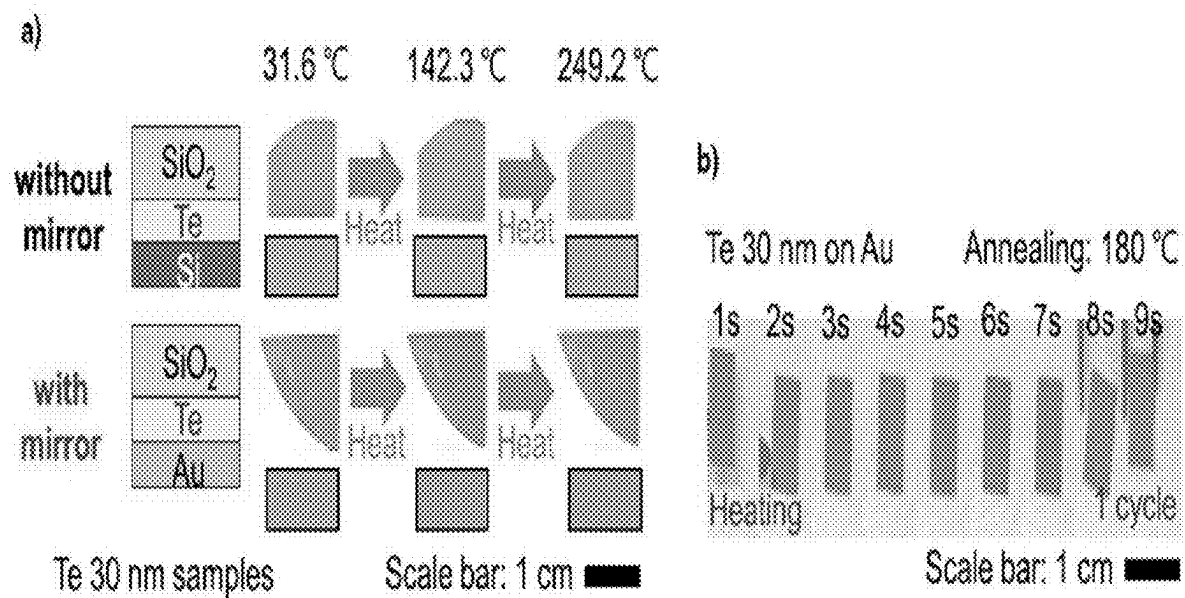 a)
31.6 ℃ 142.3 ℃ 249.2 ℃
without
mirror
SiO2
Te
Si
Heat Heat
with
mirror
SiO2
Te
Au
Heat Heat
Te 30 nm samples Scale bar: 1 cm
b)
Te 30 nm on Au Annealing: 180 ℃
1s 2s 3s 4s 5s 6s 7s 8s 9s
Heating 1 cycle
Scale bar: 1 cm